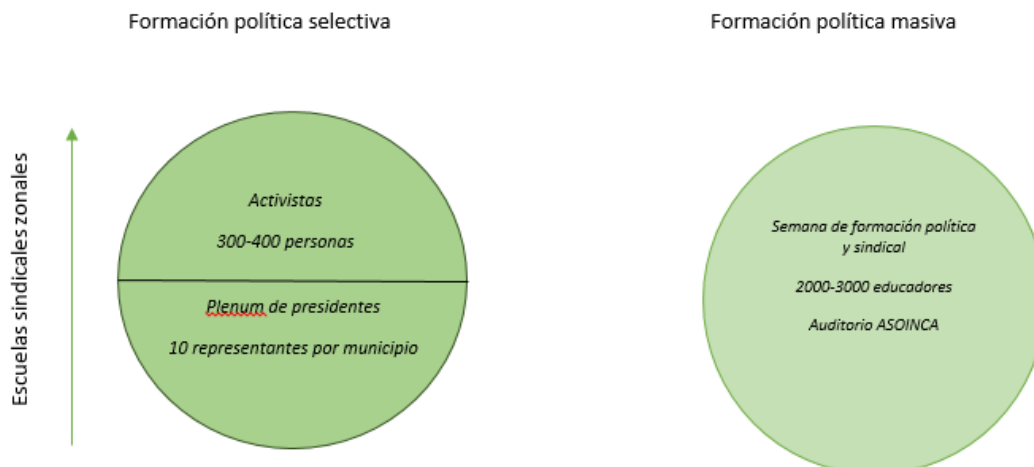 Formación política selectiva
Formación política masiva
Escuelas sindicales zonales
Activistas
300-400 personas
Plenum de presidentes
10 representantes por municipio
Semana de formación política
y sindical
2000-3000 educadores
Auditorio ASOINCA